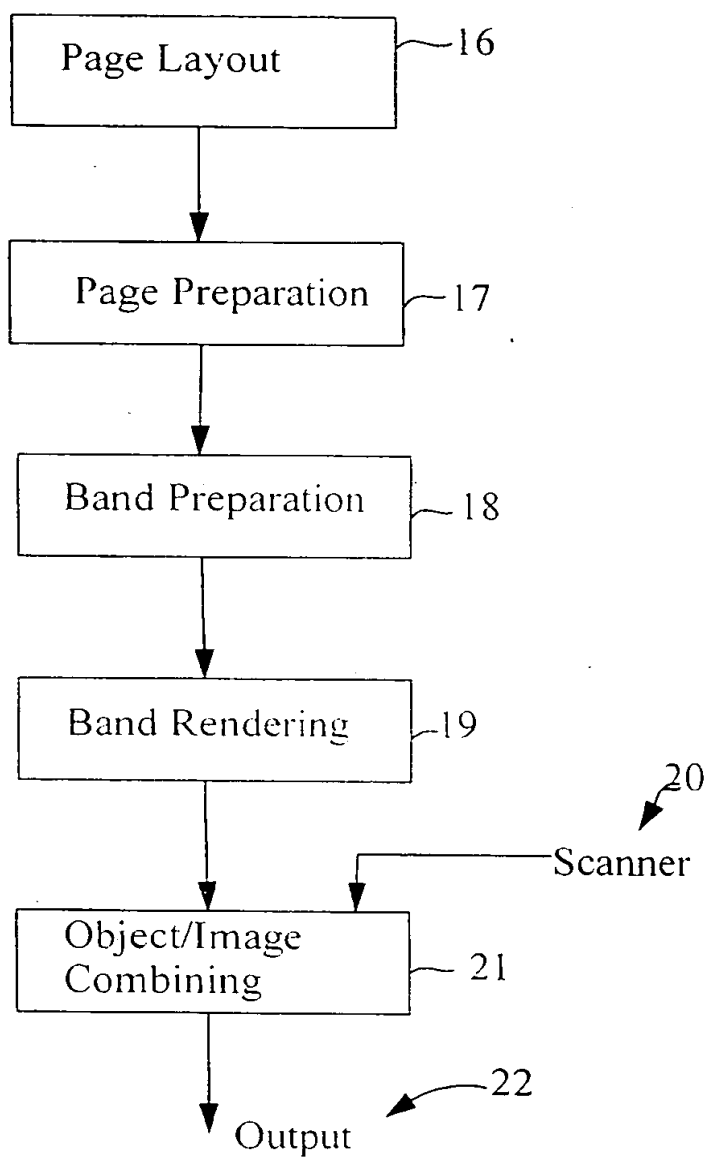 Page Layout
16
Page Preparation
17
Band Preparation
18
Band Rendering
19
20
Scanner
Object/Image
Combining
21
22
Output